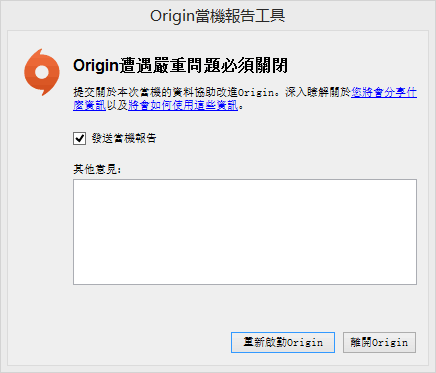 Origin當機報告工具
Origin遭遇嚴重問題必須關閉
提交關於本次當機的資料協助改進Origin。深入瞭解關於您將會分享什
麼資訊以及將會如何使用這些資訊。
發送當機報告
其他意見：
重新啟動Origin
離開Origin